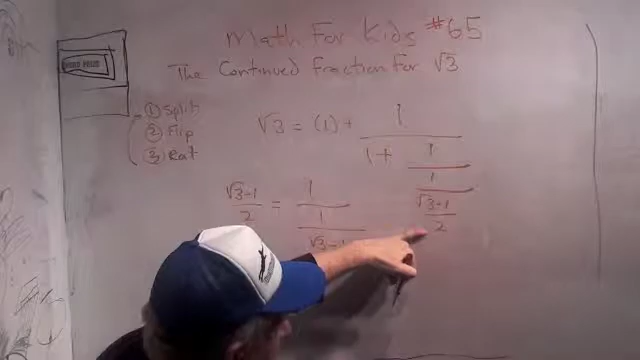 Math For Kids #65
The Continued Fraction for √3
① Split
② Flip
③ Eat
√3 = (1) + 1
1 + 1
1
√3-1
2
√3-1
2
= 1
1
√3-1